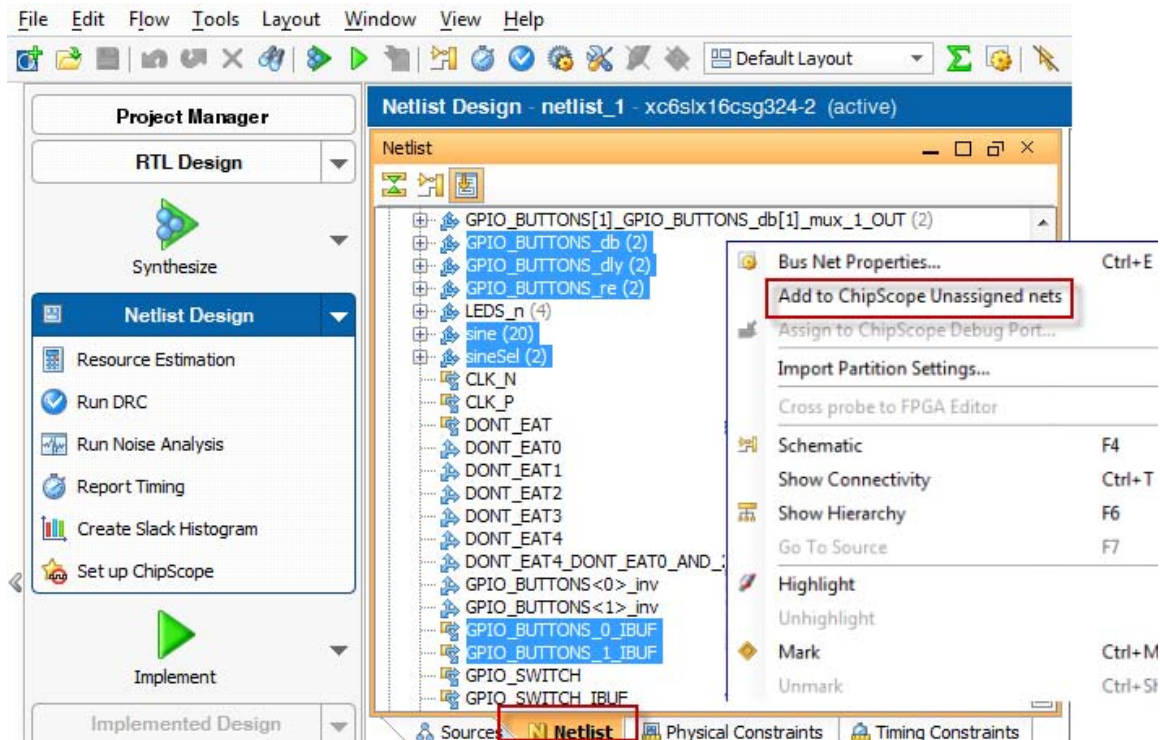 File Edit Flow Tools Layout Window View Help
Default Layout
Project Manager
RTL Design
Synthesize
Netlist Design
Resource Estimation
Run DRC
Run Noise Analysis
Report Timing
Create Slack Histogram
Set up ChipScope
Implement
Implemented Design
Netlist Design - netlist_1 - xc6slx16csg324-2 (active)
Netlist
GPIO_BUTTONS[1]_GPIO_BUTTONS_db[1]_mux_1_OUT (2)
GPIO_BUTTONS_db (2)
GPIO_BUTTONS_dly (2)
GPIO_BUTTONS_re (2)
LEDS_n (4)
sine (20)
sineSel (2)
CLK_N
CLK_P
DONT_EAT
DONT_EAT0
DONT_EAT1
DONT_EAT2
DONT_EAT3
DONT_EAT4
DONT_EAT4_DONT_EAT0_AND_
GPIO_BUTTONS<0>_inv
GPIO_BUTTONS<1>_inv
GPIO_BUTTONS_0_IBUF
GPIO_BUTTONS_1_IBUF
GPIO_SWITCH
GPIO_SWITCH_IBUF
Bus Net Properties... Ctrl+E
Add to ChipScope Unassigned nets
Assign to ChipScope Debug Port...
Import Partition Settings...
Cross probe to FPGA Editor
Schematic F4
Show Connectivity Ctrl+T
Show Hierarchy F6
Go To Source F7
Highlight
Unhighlight
Mark Ctrl+M
Unmark Ctrl+Sh
Sources Netlist Physical Constraints Timing Constraints